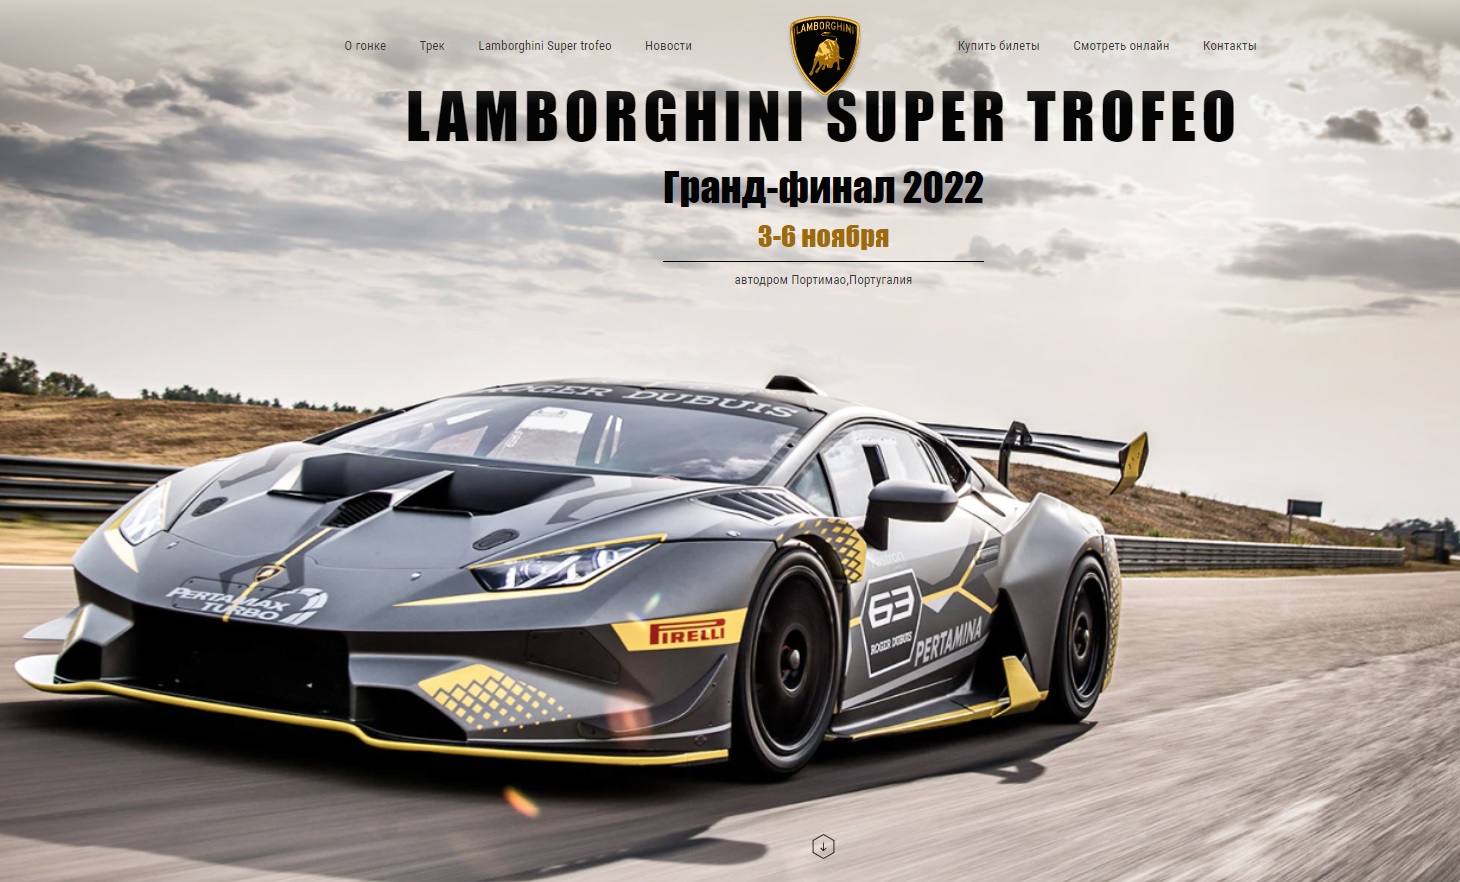 О гонке
Трек
Lamborghini Super trofeo
Новости
LAMBORGHINI
Купить билеты
Смотреть онлайн
Контакты
LAMBORGHINI SUPER TROFEO
Гранд-финал 2022
3-6 ноября
автодром Портимао,Португалия
ROGER DUBUIS
PERTAMAX
TURBO
PIRELLI
63
ROGER DUBUIS
PERTAMINA